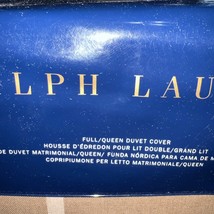 LPH LAU
FULL/QUEEN DUVET COVER
HOUSSE D'ÉDREDON POUR LIT DOUBLE/GRAND LIT
DE DUVET MATRIMONIAL/QUEEN/ FUNDA NÓRDICA PARA CAMA DE M
COPRIPIUMONE PER LETTO MATRIMONIALE/QUEEN